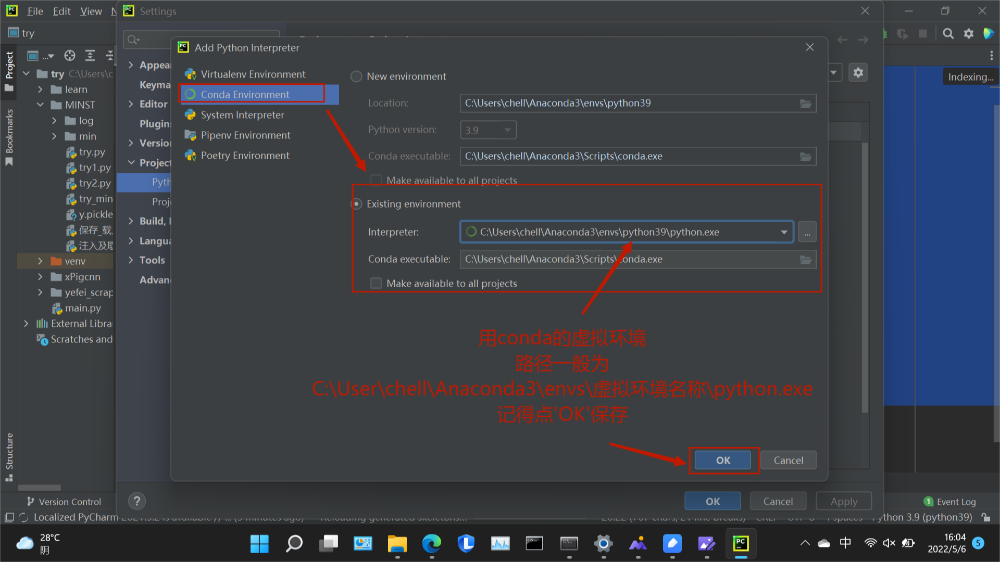 File Edit View
Settings
try
Add Python Interpreter
Project
Virtualenv Environment
Conda Environment
System Interpreter
Pipenv Environment
Poetry Environment
New environment
Location: C:\Users\chell\Anaconda3\envs\python39
Python version: 3.9
Conda executable: C:\Users\chell\Anaconda3\Scripts\conda.exe
Make available to all projects
Existing environment
Interpreter: C:\Users\chell\Anaconda3\envs\python39\python.exe
...
Conda executable: C:\Users\chell\Anaconda3\Scripts\conda.exe
Make available to all projects
用conda的虚拟环境
路径一般为
C:\User\chell\Anaconda3\envs\虚拟环境名称\python.exe
记得点'OK'保存
OK Cancel
try C:\Users\c
learn
MINST
log
min
try.py
try1.py
try2.py
try_min
y.pickle
保存_载
注入及取
venv
xPigcnn
yefei_scrap
main.py
External Libra
Scratches and
Bookmarks
Structure
Appear
Keyma
Editor
Plugins
Version
Project
Pyth
Proj
Build, E
Langua
Tools
Advan
Indexing...
?
OK Cancel Apply
Version Control
1 Event Log
Localized PyCharm
Python 3.9 (python39)
28°C
阴
中
16:04
2022/5/6
5